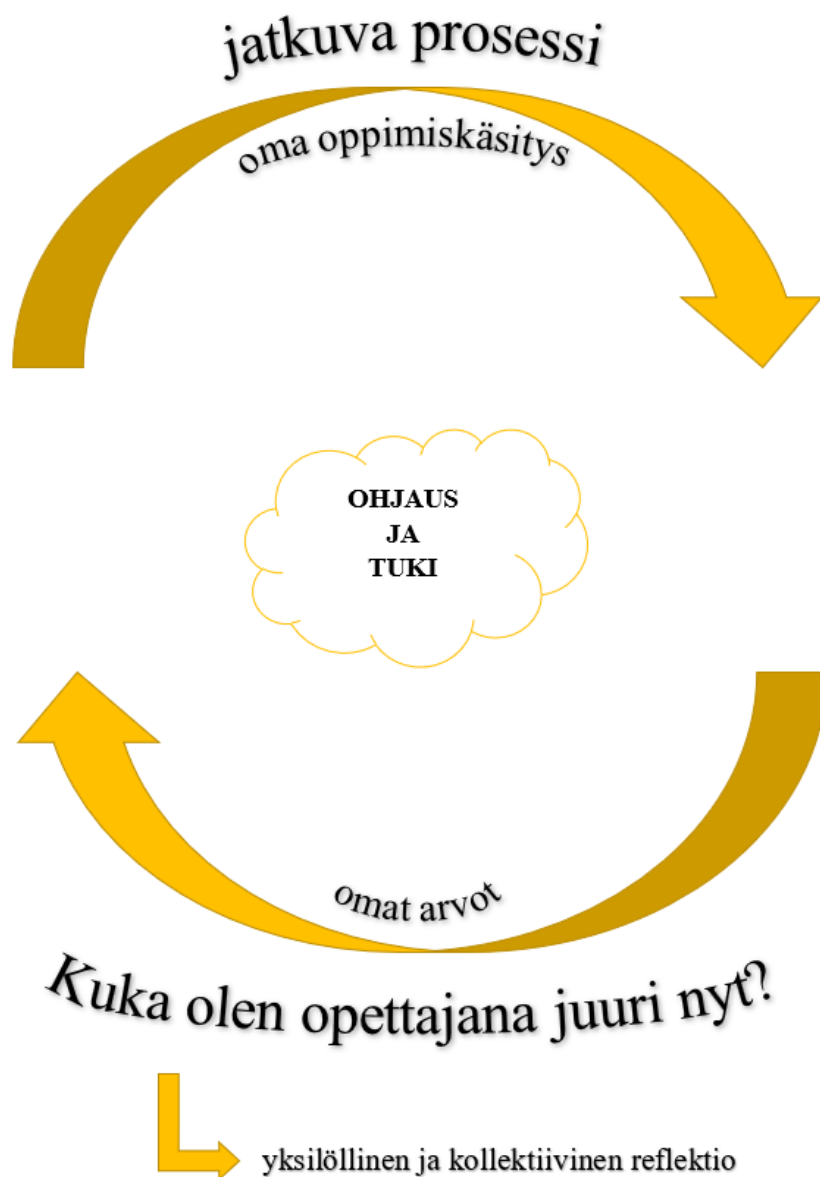 jatkuva prosessi
oma oppimiskäsitys
OHJAUS
JA
TUKI
omat arvot
Kuka olen opettajana juuri nyt?
yksilöllinen ja kollektiivinen reflektio